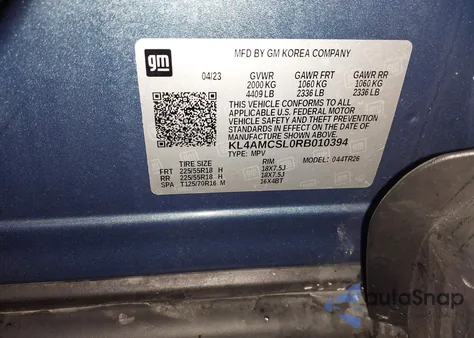 gm
MFD BY GM KOREA COMPANY
04/23 GVWR GAWR FRT GAWR RR
2000 KG 1060 KG 1060 KG
4409 LB 2336 LB 2336 LB
THIS VEHICLE CONFORMS TO ALL
APPLICABLE U.S. FEDERAL MOTOR
VEHICLE SAFETY AND THEFT PREVENTION
STANDARDS IN EFFECT ON THE DATE OF
MANUFACTURE SHOWN ABOVE.
KL4AMCSL0RB010394
TYPE: MPV MODEL: 044TR26
TIRE SIZE RIM
FRT 225/55R18 H 18X7.5J
RR 225/55R18 H 18X7.5J
SPA T125/70R16 M 16X4BT
AutaSnap